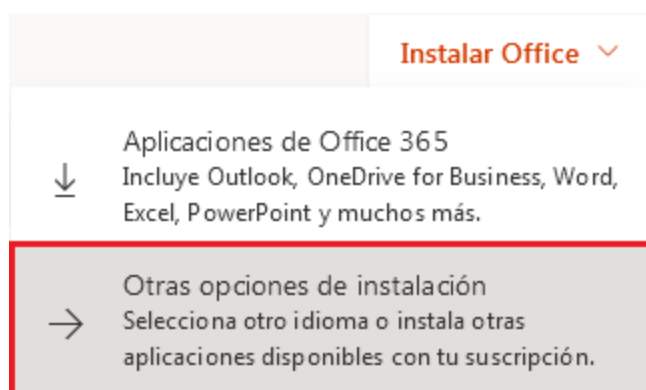 Instalar Office
Aplicaciones de Office 365
Incluye Outlook, OneDrive for Business, Word,
Excel, PowerPoint y muchos más.
Otras opciones de instalación
Selecciona otro idioma o instala otras
aplicaciones disponibles con tu suscripción.